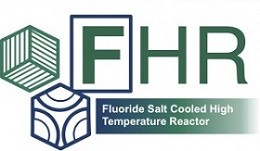 FHR
Fluoride Salt Cooled High
Temperature Reactor